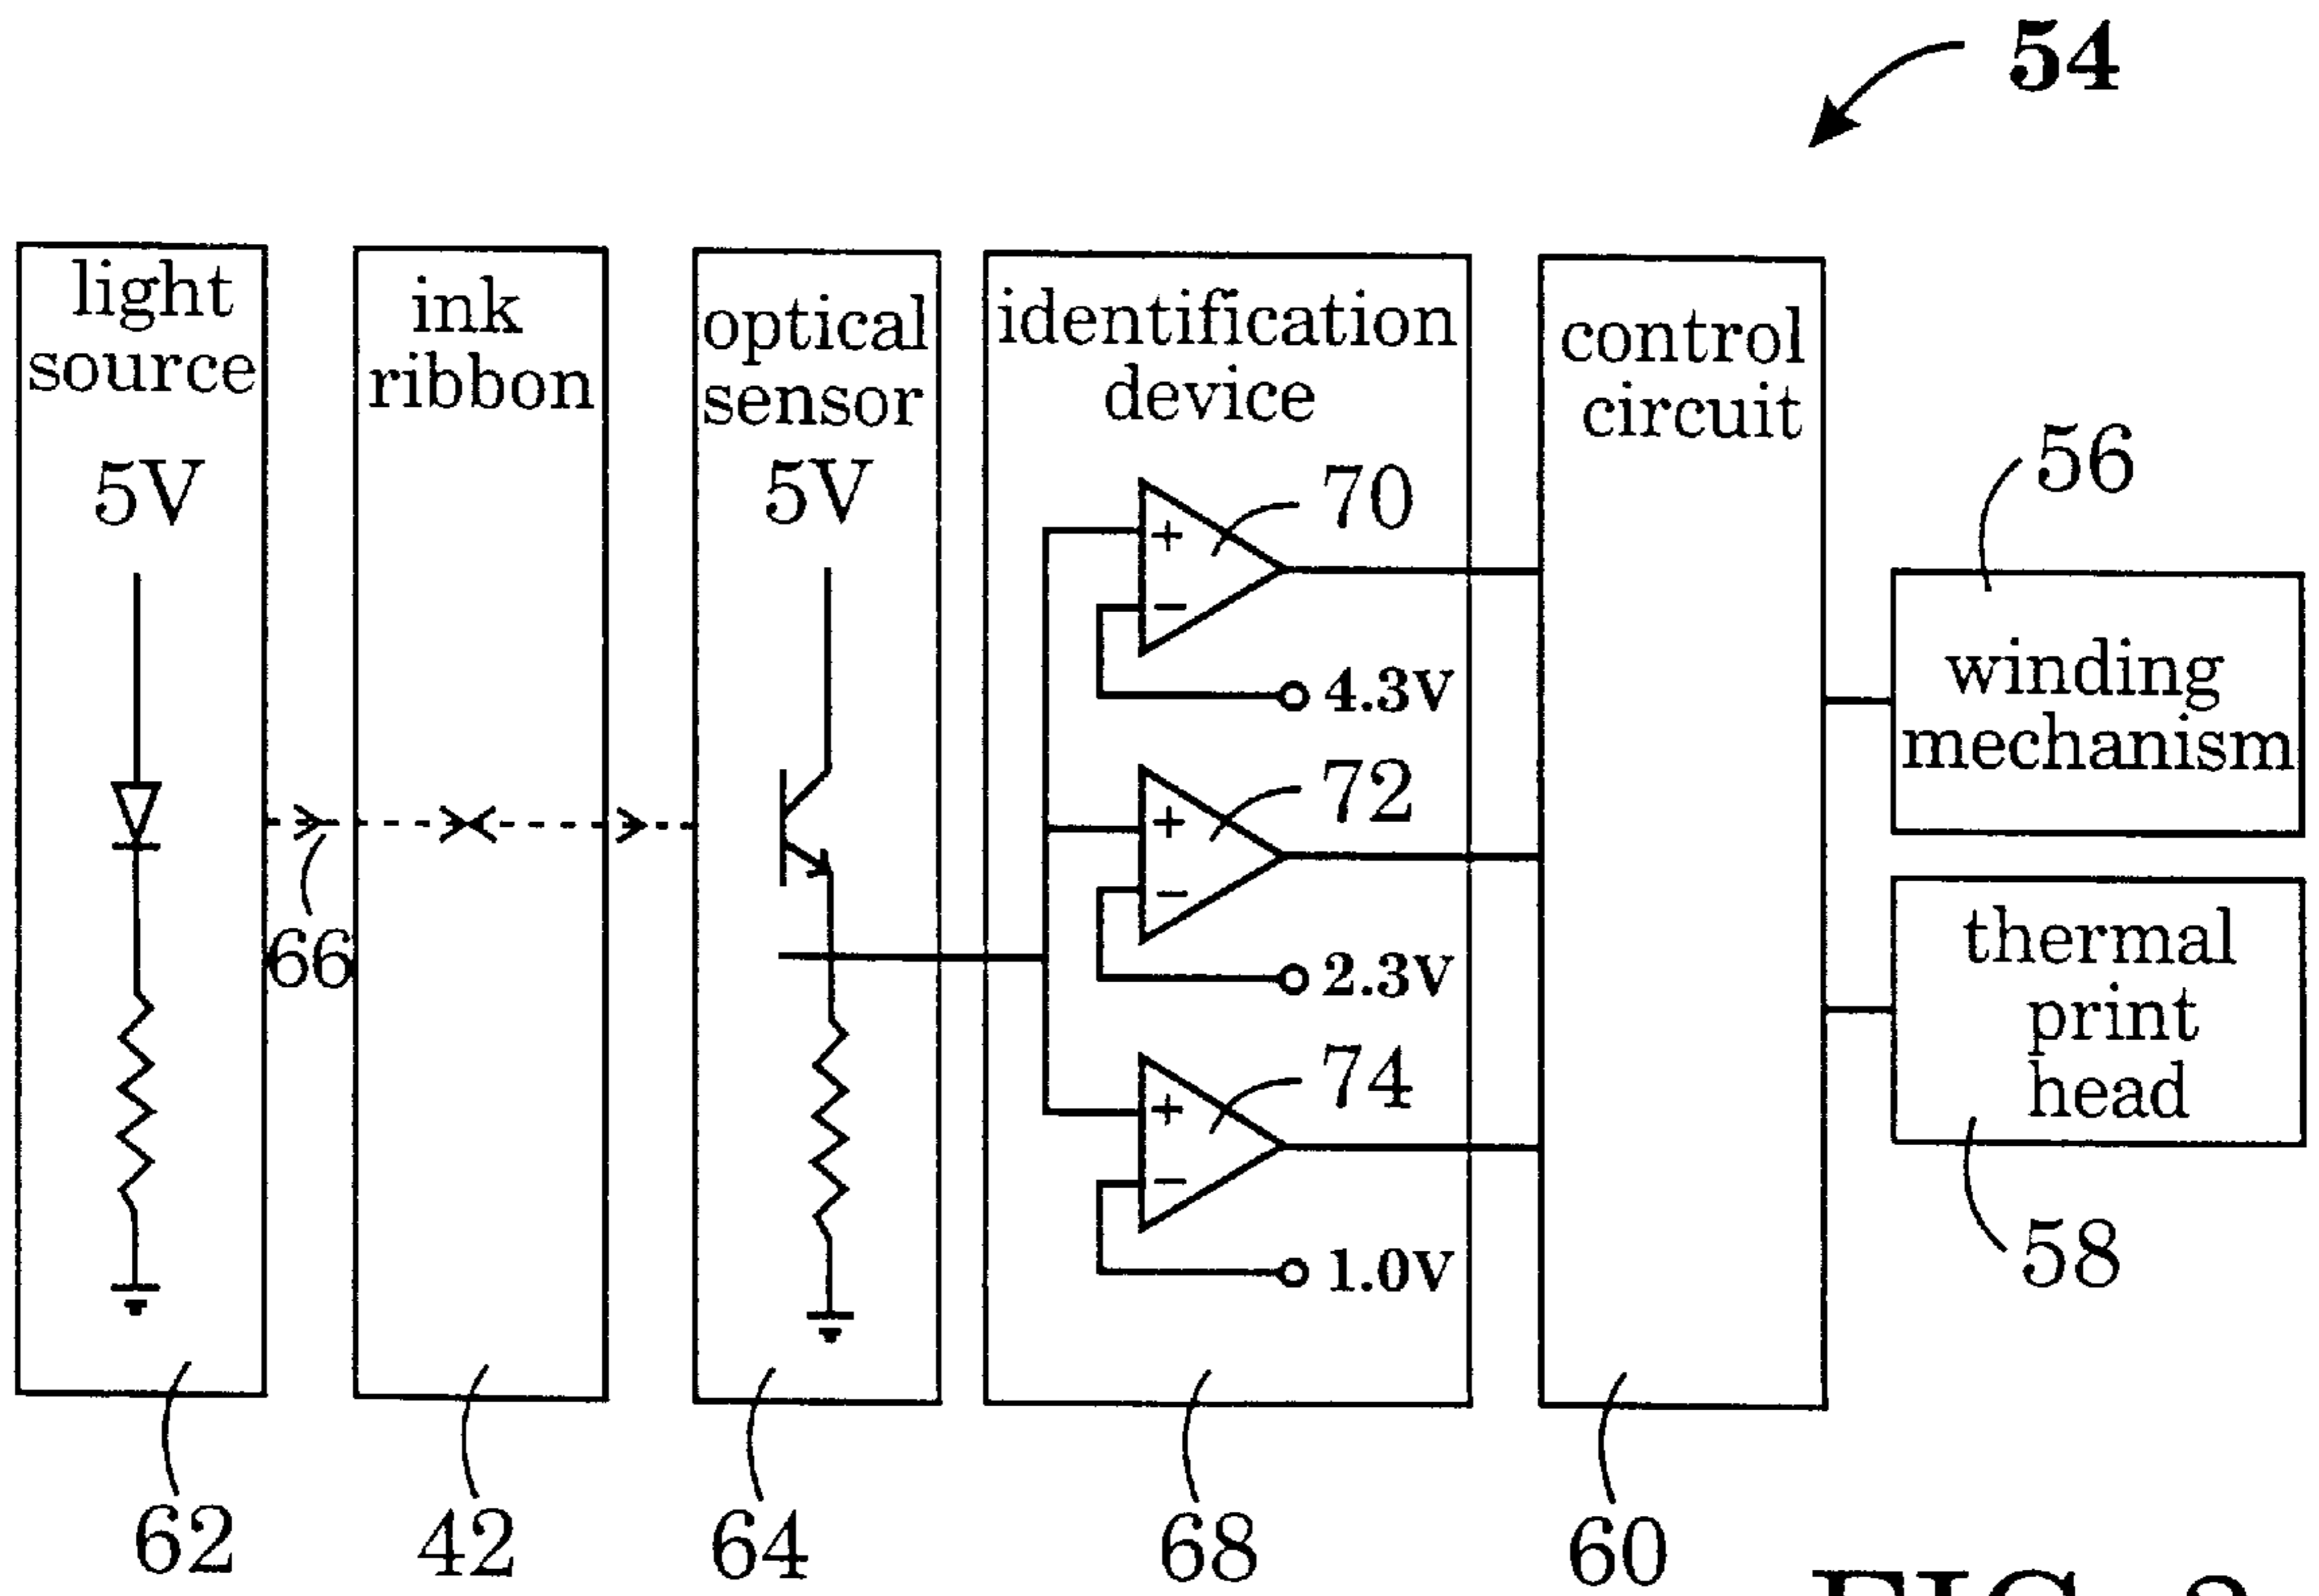 54
light
source
5V
ink
ribbon
optical
sensor
5V
identification
device
control
circuit
70
+
−
4.3V
72
+
−
2.3V
74
+
−
1.0V
56
winding
mechanism
thermal
print
head
58
66
62
42
64
68
60